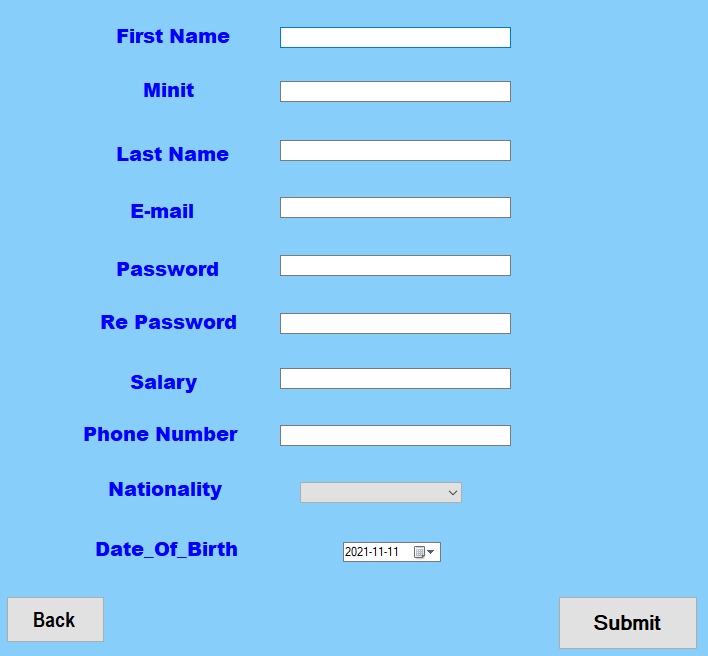 First Name
Minit
Last Name
E-mail
Password
Re Password
Salary
Phone Number
Nationality
Date_Of_Birth
2021-11-11
Back
Submit